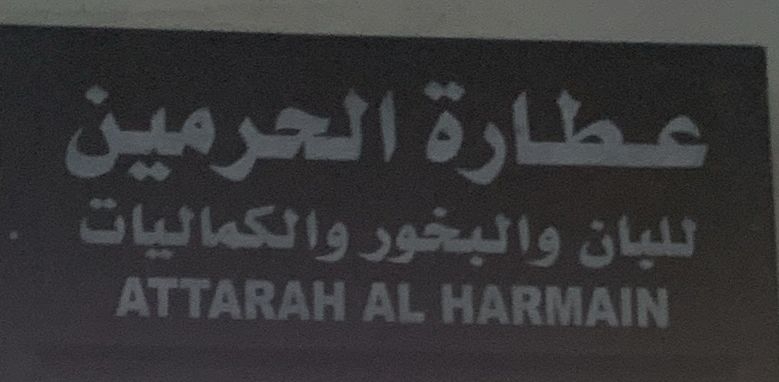 عطارة الحرمين
للبان والبخور والكماليات
ATTARAH AL HARMAIN